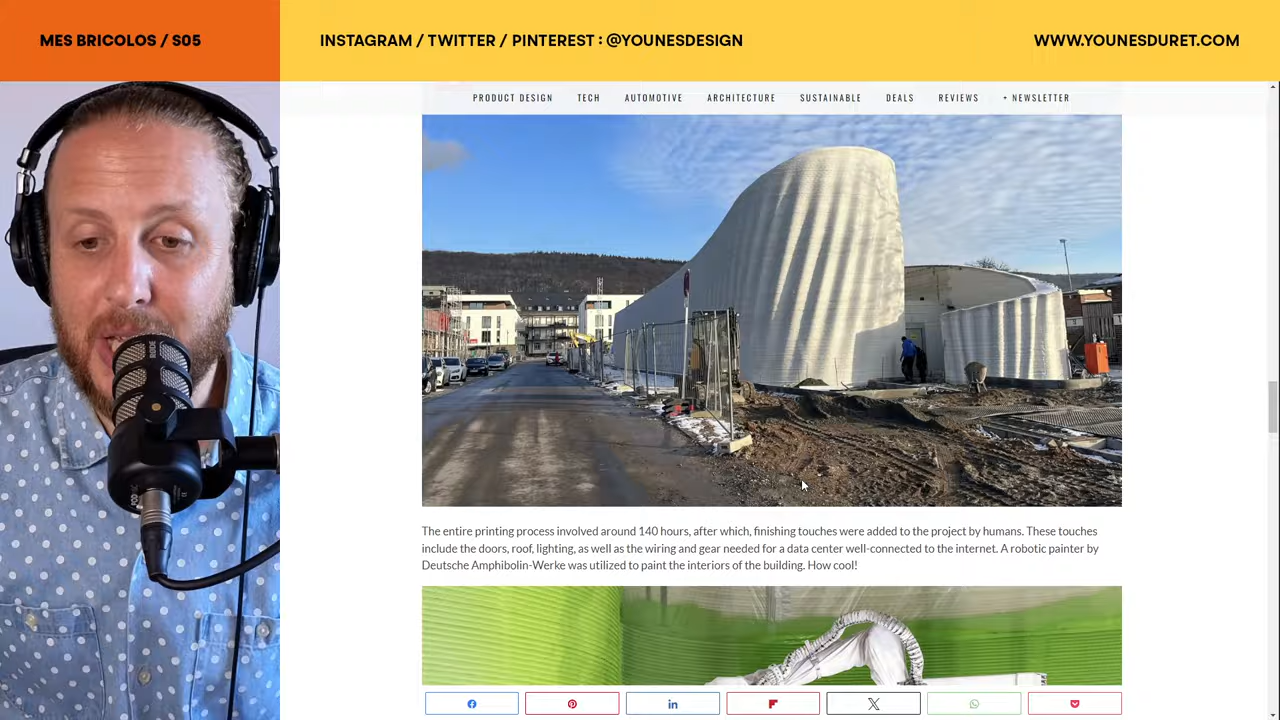 MES BRICOLOS / S05
INSTAGRAM / TWITTER / PINTEREST : @YOUNESDESIGN
WWW.YOUNESDURET.COM
PRODUCT DESIGN
TECH
AUTOMOTIVE
ARCHITECTURE
SUSTAINABLE
DEALS
REVIEWS
+ NEWSLETTER
RODE
The entire printing process involved around 140 hours, after which, finishing touches were added to the project by humans. These touches
include the doors, roof, lighting, as well as the wiring and gear needed for a data center well-connected to the internet. A robotic painter by
Deutsche Amphibolin-Werke was utilized to paint the interiors of the building. How cool!